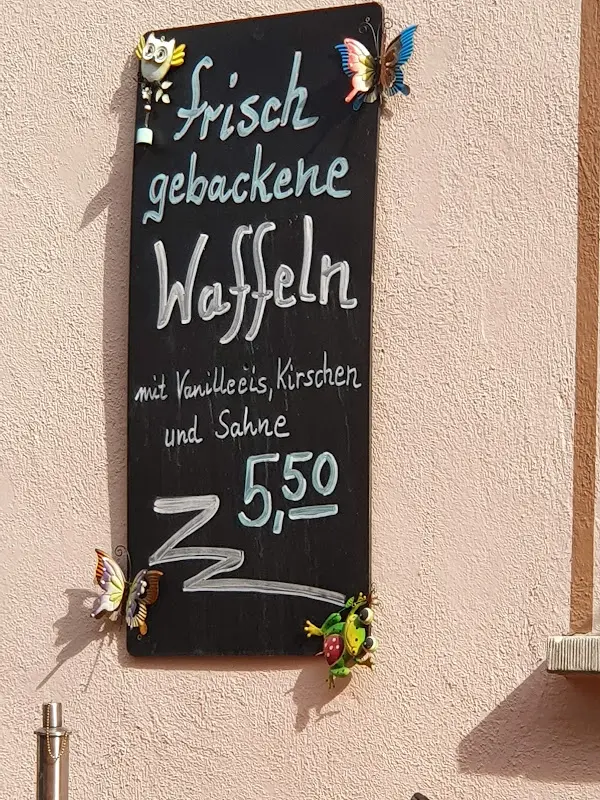 frisch
gebackene
Waffeln
mit Vanilleeis, Kirschen
und Sahne
5,50